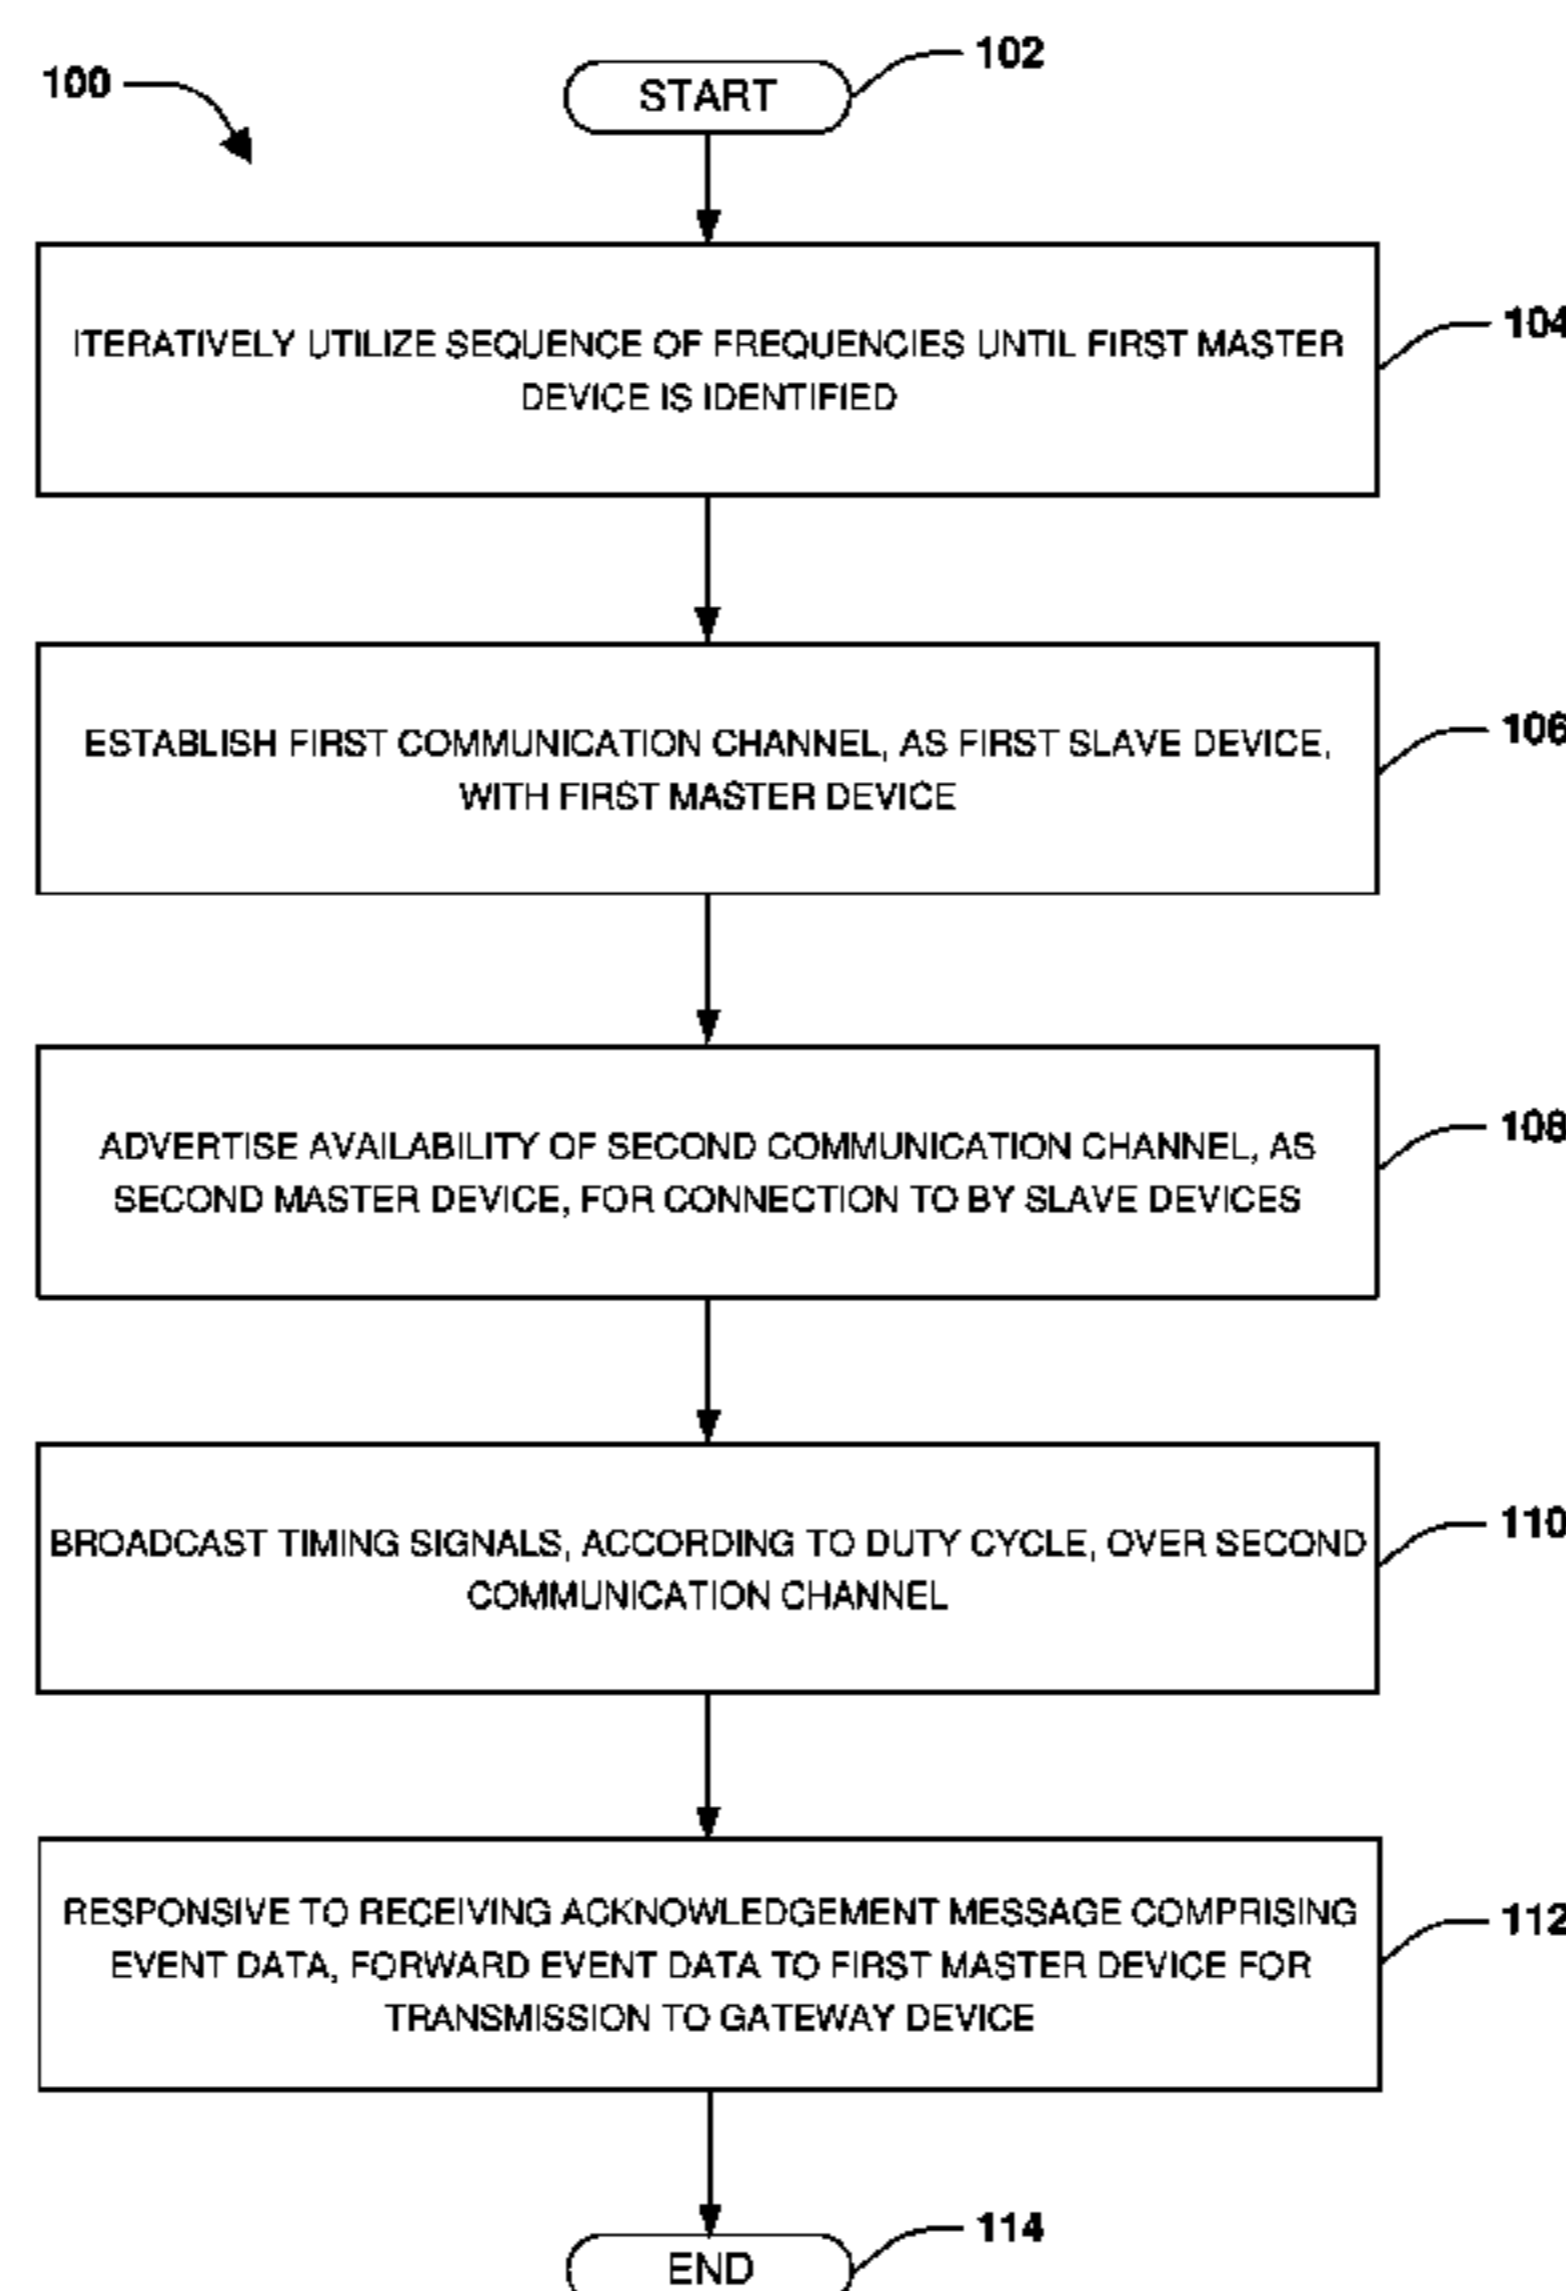 100
START
102
ITERATIVELY UTILIZE SEQUENCE OF FREQUENCIES UNTIL FIRST MASTER
DEVICE IS IDENTIFIED
104
ESTABLISH FIRST COMMUNICATION CHANNEL, AS FIRST SLAVE DEVICE,
WITH FIRST MASTER DEVICE
106
ADVERTISE AVAILABILITY OF SECOND COMMUNICATION CHANNEL, AS
SECOND MASTER DEVICE, FOR CONNECTION TO BY SLAVE DEVICES
108
BROADCAST TIMING SIGNALS, ACCORDING TO DUTY CYCLE, OVER SECOND
COMMUNICATION CHANNEL
110
RESPONSIVE TO RECEIVING ACKNOWLEDGEMENT MESSAGE COMPRISING
EVENT DATA, FORWARD EVENT DATA TO FIRST MASTER DEVICE FOR
TRANSMISSION TO GATEWAY DEVICE
112
END
114